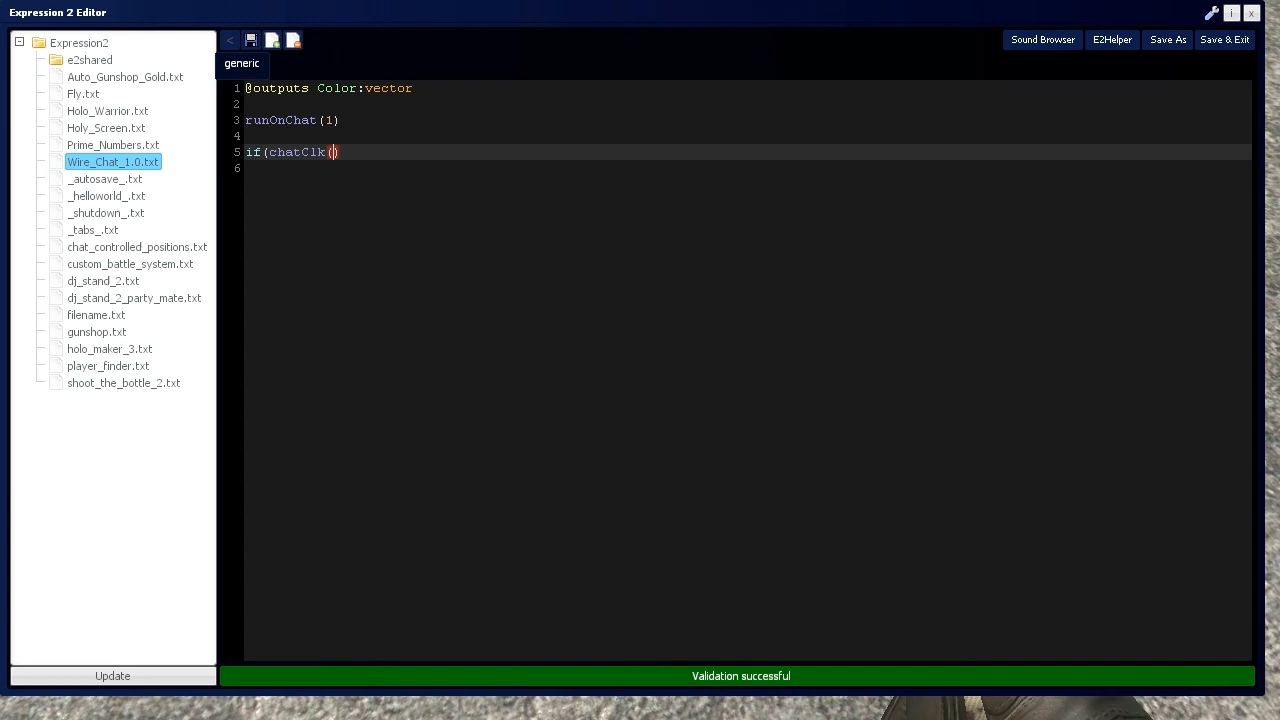 Expression 2 Editor
i
x
Expression2
e2shared
Auto_Gunshop_Gold.txt
Fly.txt
Holo_Warrior.txt
Holy_Screen.txt
Prime_Numbers.txt
Wire_Chat_1.0.txt
_autosave_.txt
_helloworld_.txt
_shutdown_.txt
_tabs_.txt
chat_controlled_positions.txt
custom_battle_system.txt
dj_stand_2.txt
dj_stand_2_party_mate.txt
filename.txt
gunshop.txt
holo_maker_3.txt
player_finder.txt
shoot_the_bottle_2.txt
Update
<
Sound Browser
E2Helper
Save As
Save & Exit
generic
1 @outputs Color:vector
2
3 runOnChat(1)
4
5 if(chatClk()
6
Validation successful